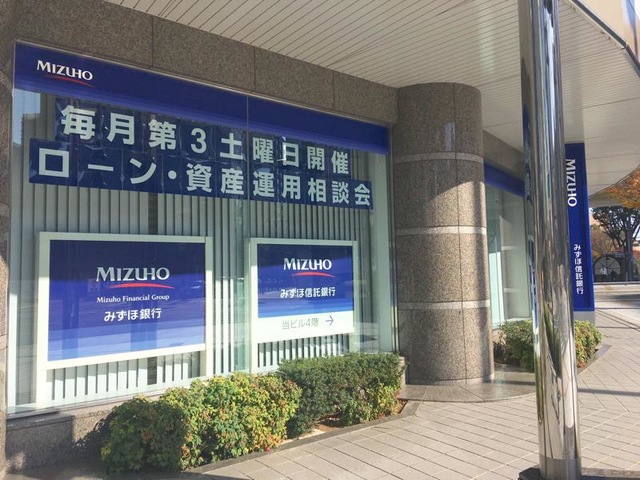 MIZUHO
毎月第3土曜日開催
ローン・資産運用相談会
MIZUHO
Mizuho Financial Group
みずほ銀行
MIZUHO
みずほ信託銀行
当ビル4階 →
MIZUHO
みずほ信託銀行